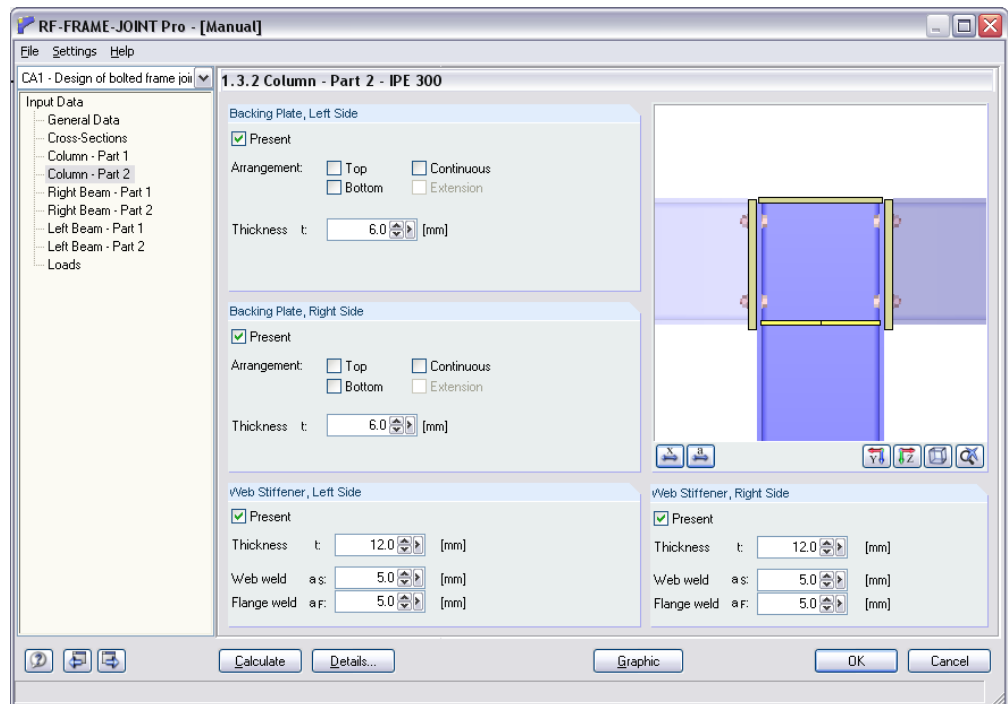 RF-FRAME-JOINT Pro - [Manual]
File Settings Help
CA1 - Design of bolted frame joi
1.3.2 Column - Part 2 - IPE 300
Input Data
General Data
Cross-Sections
Column - Part 1
Column - Part 2
Right Beam - Part 1
Right Beam - Part 2
Left Beam - Part 1
Left Beam - Part 2
Loads
Backing Plate, Left Side
Present
Arrangement: Top Continuous
Bottom Extension
Thickness t: 6.0 [mm]
Backing Plate, Right Side
Present
Arrangement: Top Continuous
Bottom Extension
Thickness t: 6.0 [mm]
x a Y Z
Web Stiffener, Left Side
Present
Thickness t: 12.0 [mm]
Web weld a S: 5.0 [mm]
Flange weld a F: 5.0 [mm]
Web Stiffener, Right Side
Present
Thickness t: 12.0 [mm]
Web weld a S: 5.0 [mm]
Flange weld a F: 5.0 [mm]
? Calculate Details... Graphic OK Cancel